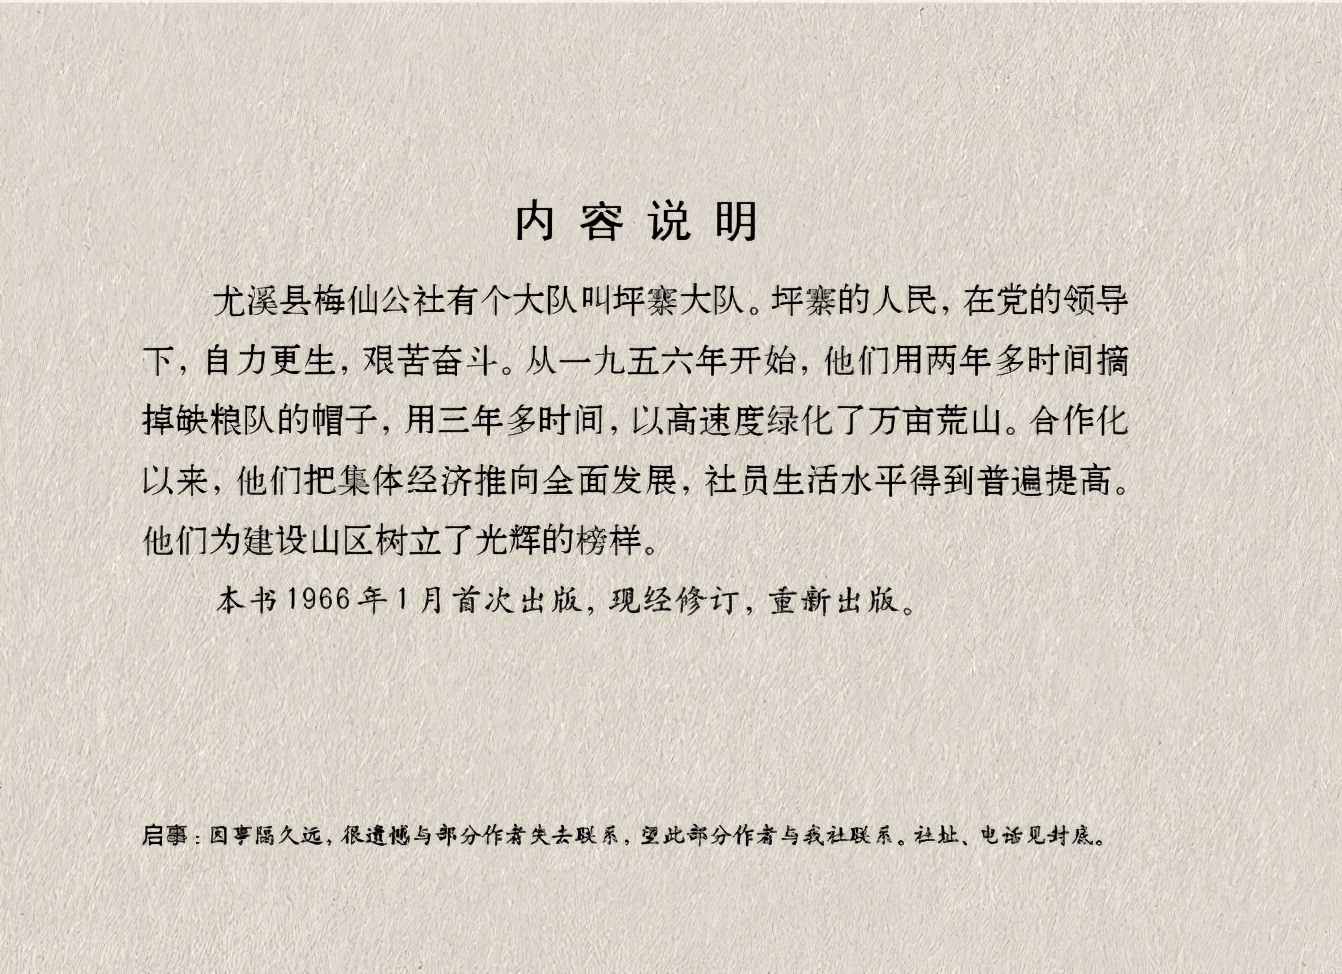 内容说明
尤溪县梅仙公社有个大队叫坪寨大队。坪寨的人民，在党的领导
下，自力更生，艰苦奋斗。从一九五六年开始，他们用两年多时间摘
掉缺粮队的帽子，用三年多时间，以高速度绿化了万亩荒山。合作化
以来，他们把集体经济推向全面发展，社员生活水平得到普遍提高。
他们为建设山区树立了光辉的榜样。
本书1966年1月首次出版，现经修订，重新出版。
启事：因事隔久远，很遗憾与部分作者失去联系，望此部分作者与我社联系。社址、电话见封底。